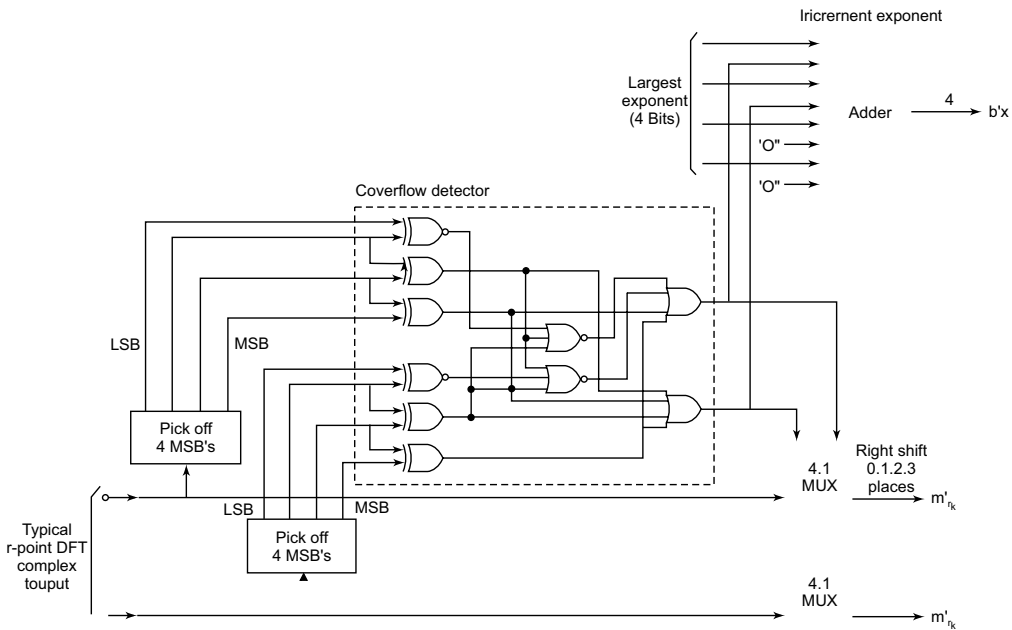 Iricrernent exponent
Largest
exponent
(4 Bits)
'O"
'O"
Adder
4
b'x
Coverflow detector
LSB
MSB
Pick off
4 MSB's
LSB
MSB
Pick off
4 MSB's
Typical
r-point DFT
complex
touput
4.1
MUX
Right shift
0.1.2.3
places
m'rk
4.1
MUX
m'rk